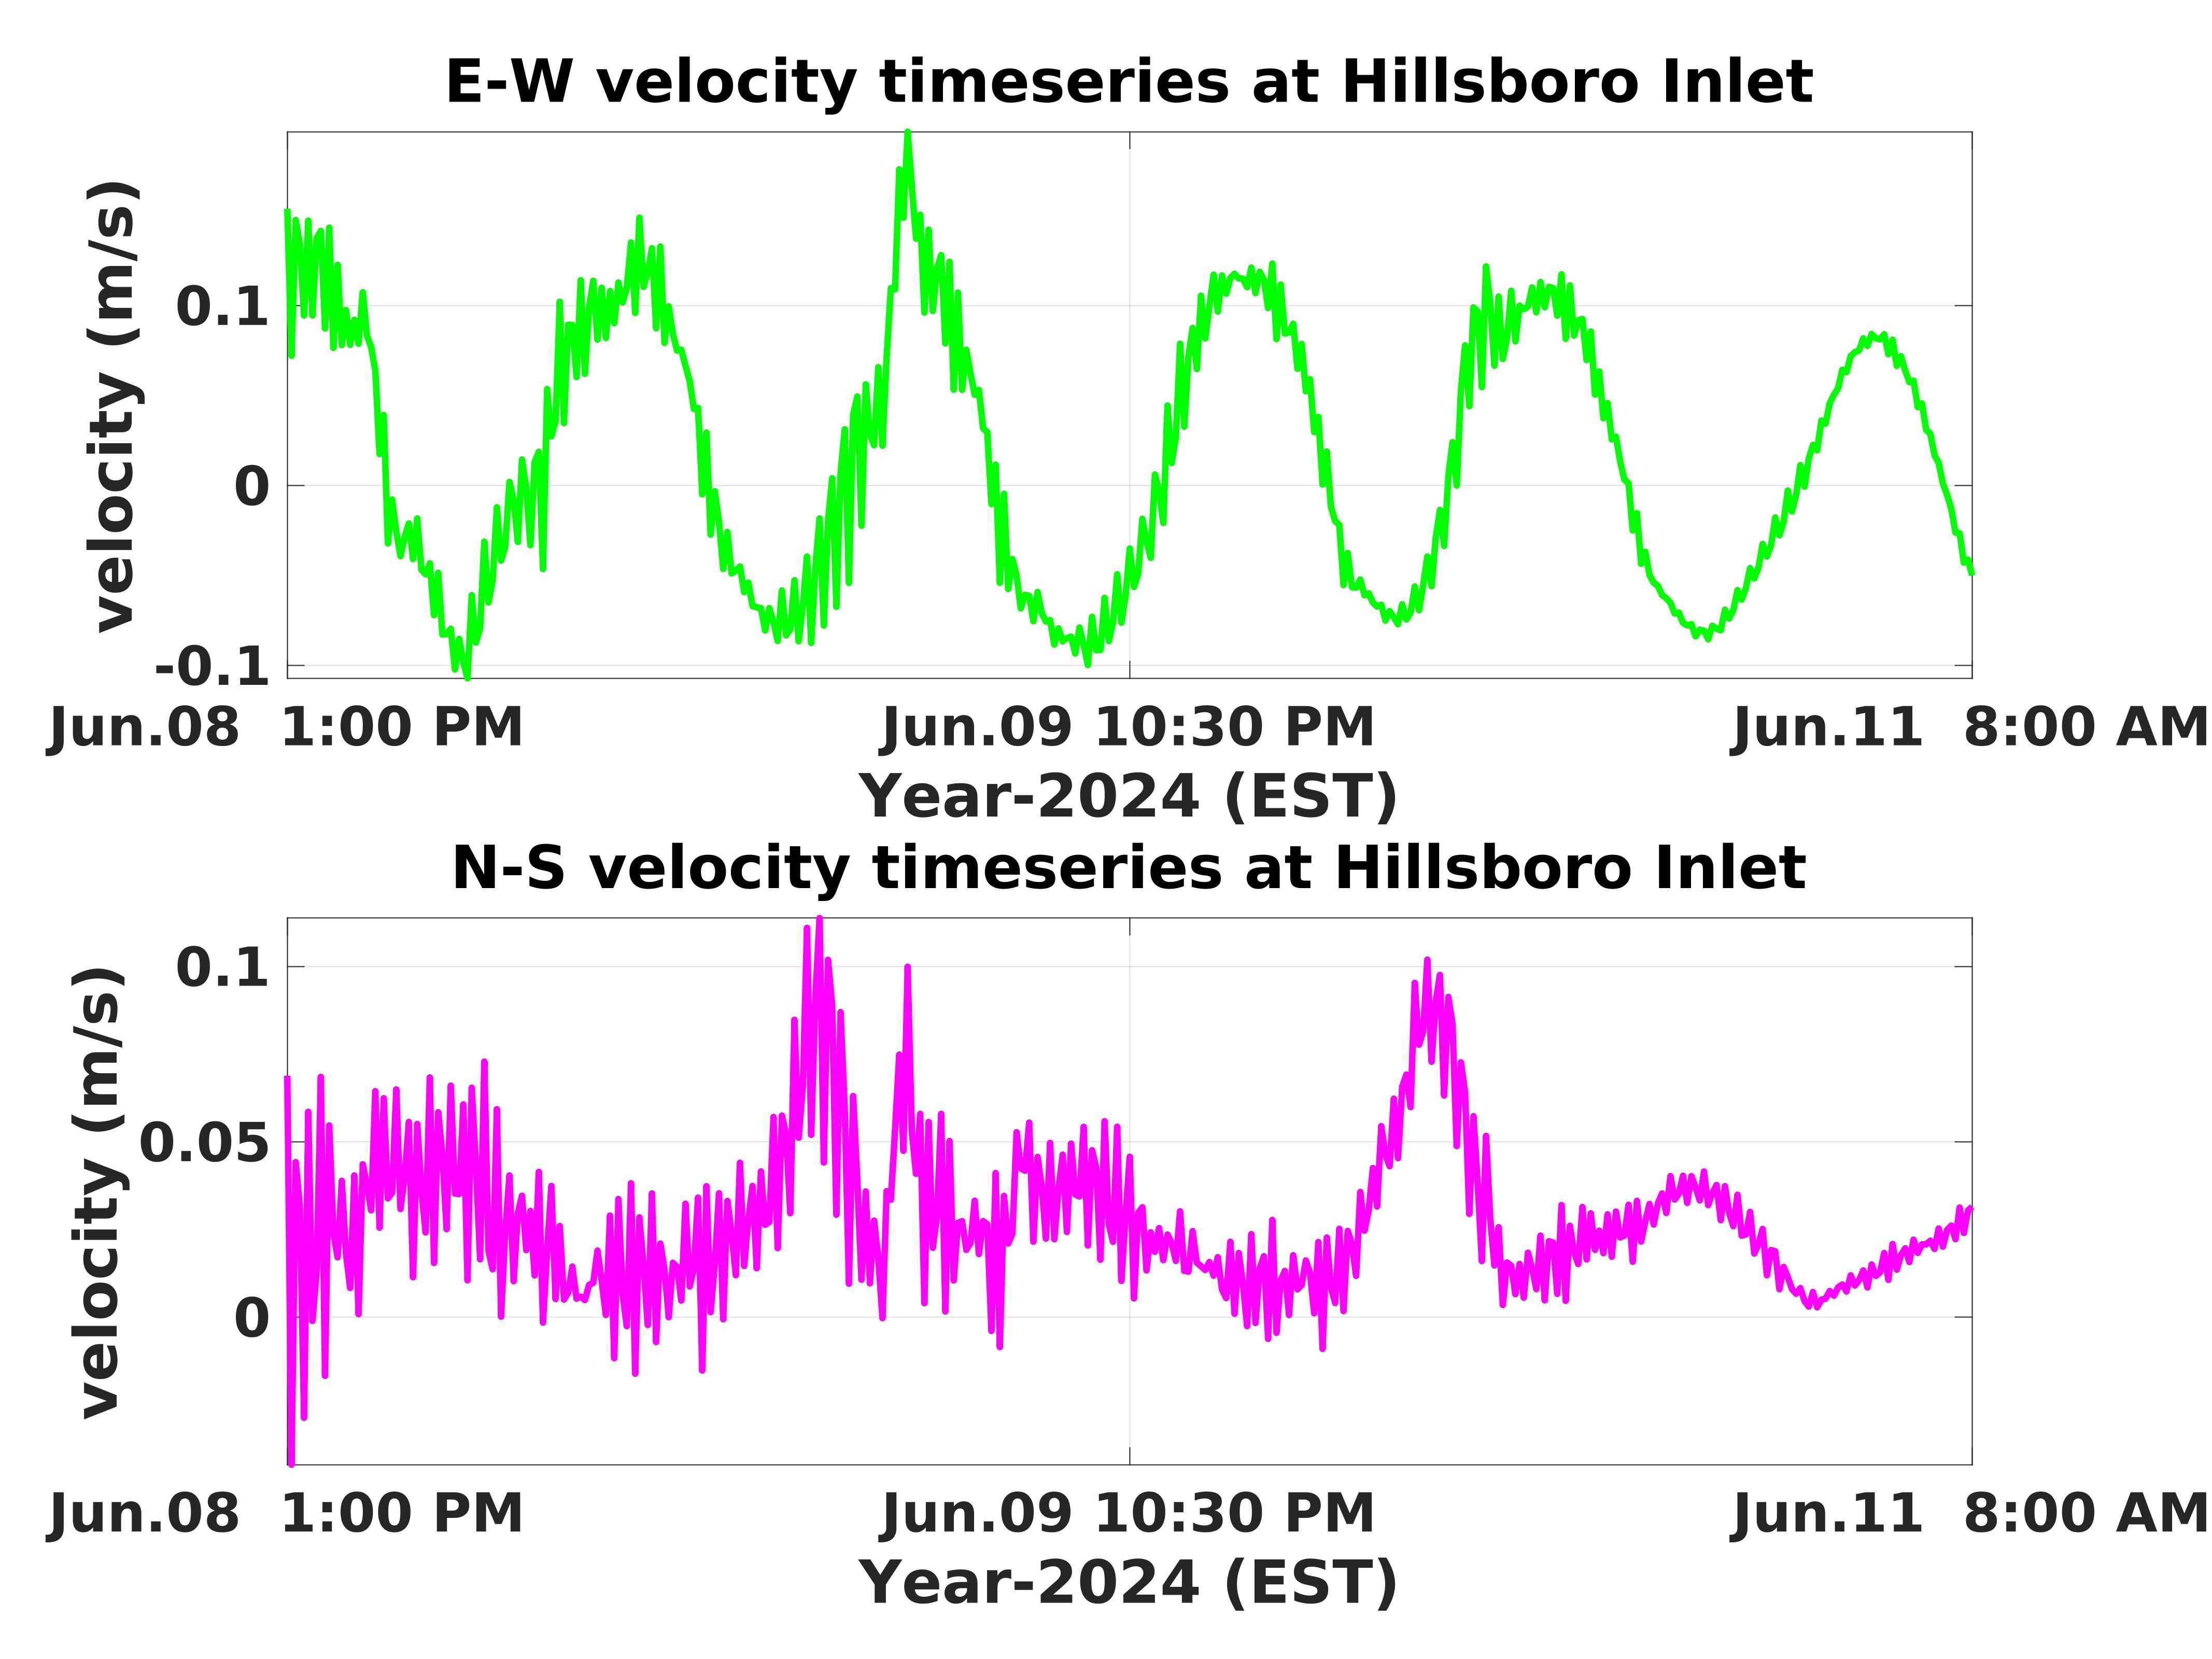 E-W velocity timeseries at Hillsboro Inlet
velocity (m/s)
0.1
0
-0.1
Jun.08  1:00 PM
Jun.09 10:30 PM
Jun.11  8:00 AM
Year-2024 (EST)
N-S velocity timeseries at Hillsboro Inlet
velocity (m/s)
0.1
0.05
0
Jun.08  1:00 PM
Jun.09 10:30 PM
Jun.11  8:00 AM
Year-2024 (EST)